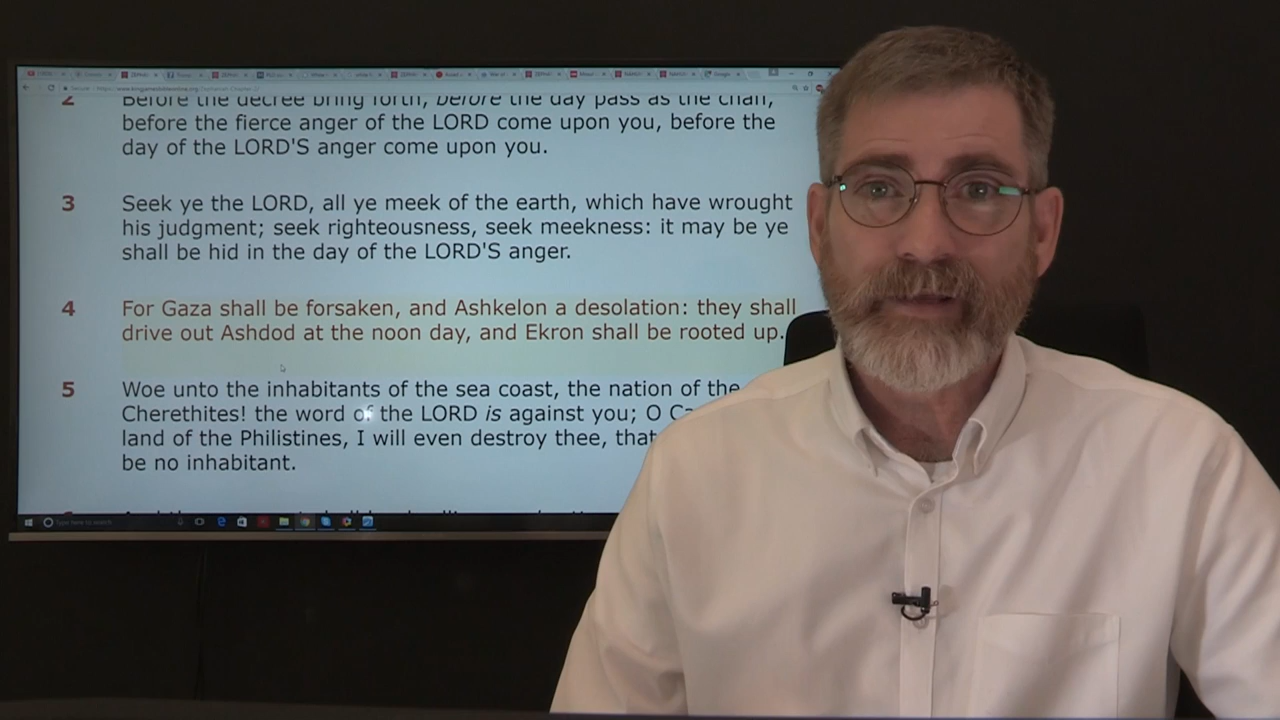 2 Before the decree bring forth, before the day pass as the chaff,
before the fierce anger of the LORD come upon you, before the
day of the LORD'S anger come upon you.
3 Seek ye the LORD, all ye meek of the earth, which have wrought
his judgment; seek righteousness, seek meekness: it may be ye
shall be hid in the day of the LORD'S anger.
4 For Gaza shall be forsaken, and Ashkelon a desolation: they shall
drive out Ashdod at the noon day, and Ekron shall be rooted up.
5 Woe unto the inhabitants of the sea coast, the nation of the
Cherethites! the word of the LORD is against you; O Ca
land of the Philistines, I will even destroy thee, that
be no inhabitant.
Type here to search